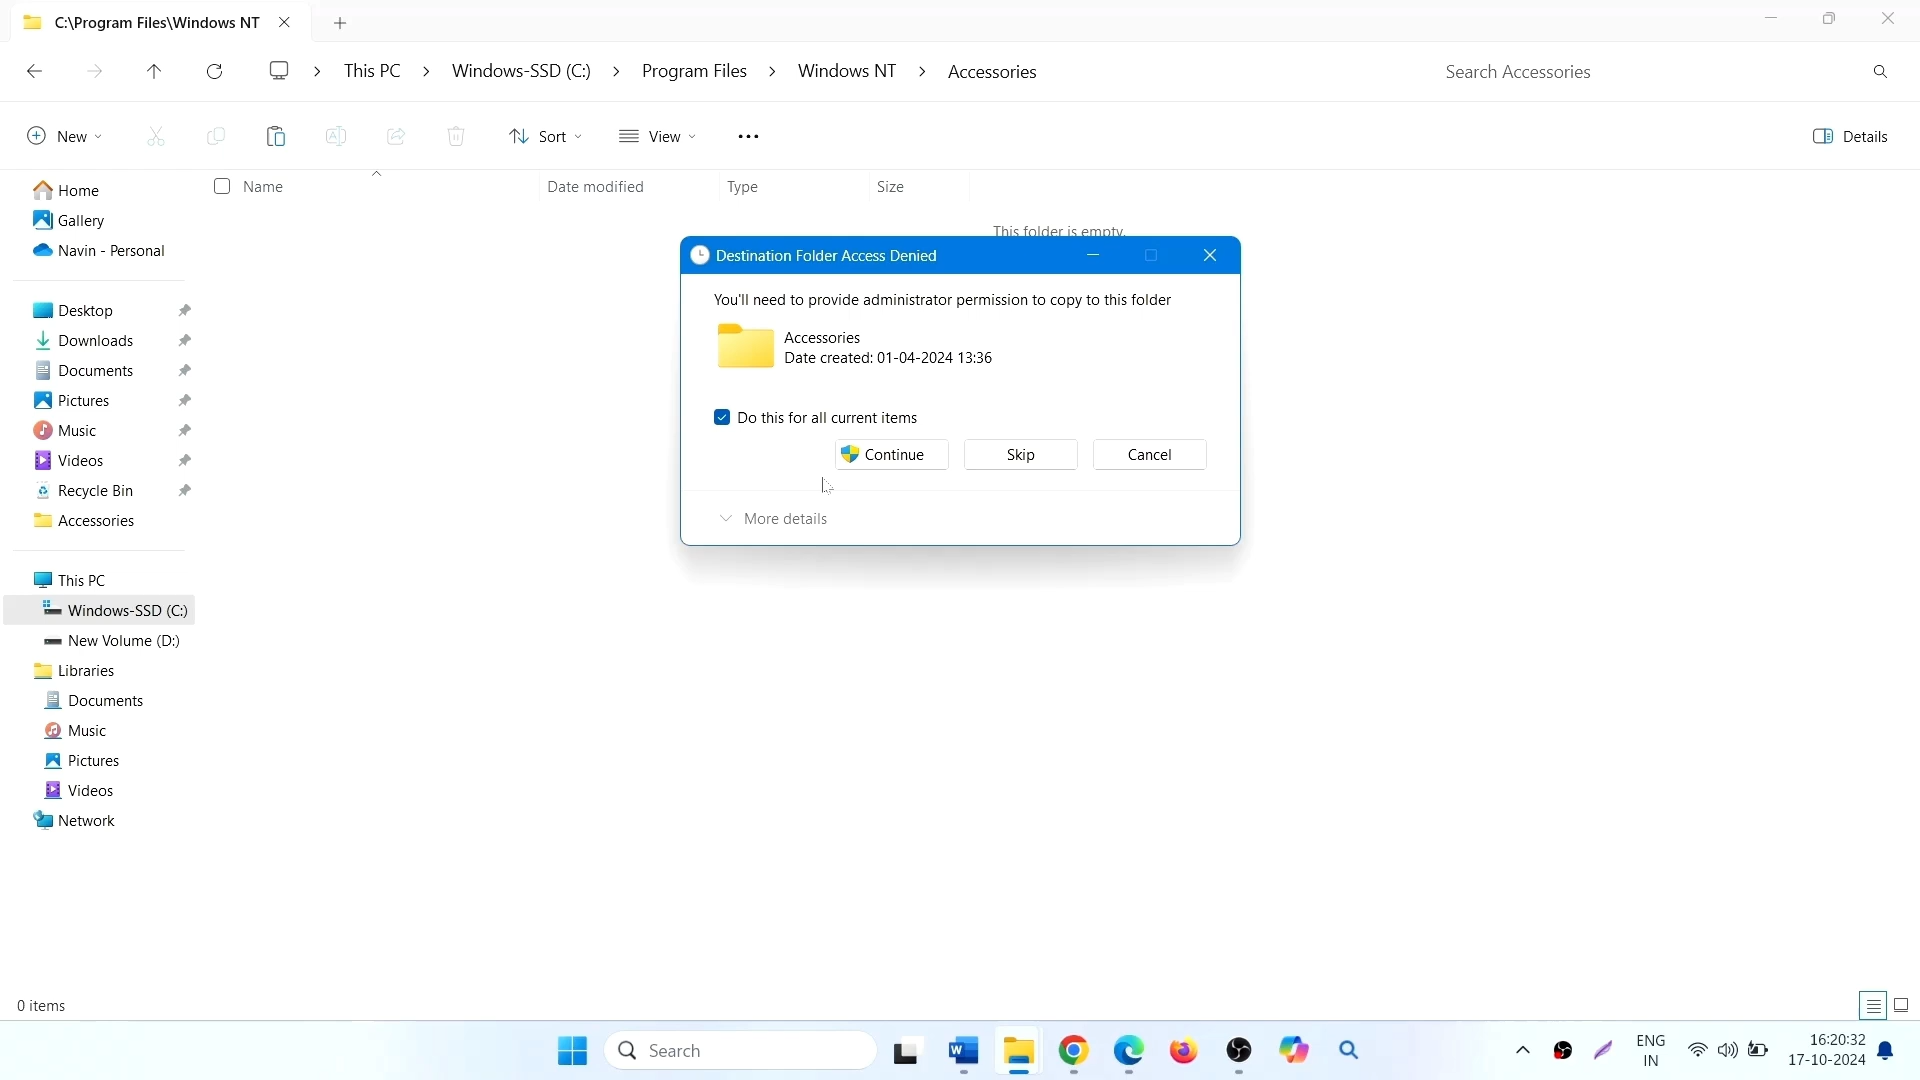 C:\Program Files\Windows NT
This PC > Windows-SSD (C:) > Program Files > Windows NT > Accessories
Search Accessories
New
Sort
View
Details
Name
Date modified
Type
Size
Home
Gallery
Navin - Personal
Desktop
Downloads
Documents
Pictures
Music
Videos
Recycle Bin
Accessories
This PC
Windows-SSD (C:)
New Volume (D:)
Libraries
Documents
Music
Pictures
Videos
Network
This folder is empty.
Destination Folder Access Denied
You'll need to provide administrator permission to copy to this folder
Accessories
Date created: 01-04-2024 13:36
Do this for all current items
Continue
Skip
Cancel
More details
0 items
Search
ENG
IN
16:20:32
17-10-2024